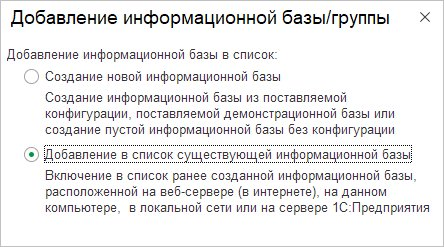 Добавление информационной базы/группы
Добавление информационной базы в список:
Создание новой информационной базы
Создание информационной базы из поставляемой
конфигурации, поставляемой демонстрационной базы или
создание пустой информационной базы без конфигурации
Добавление в список существующей информационной базы
Включение в список ранее созданной информационной базы,
расположенной на веб-сервере (в интернете), на данном
компьютере, в локальной сети или на сервере 1С:Предприятия